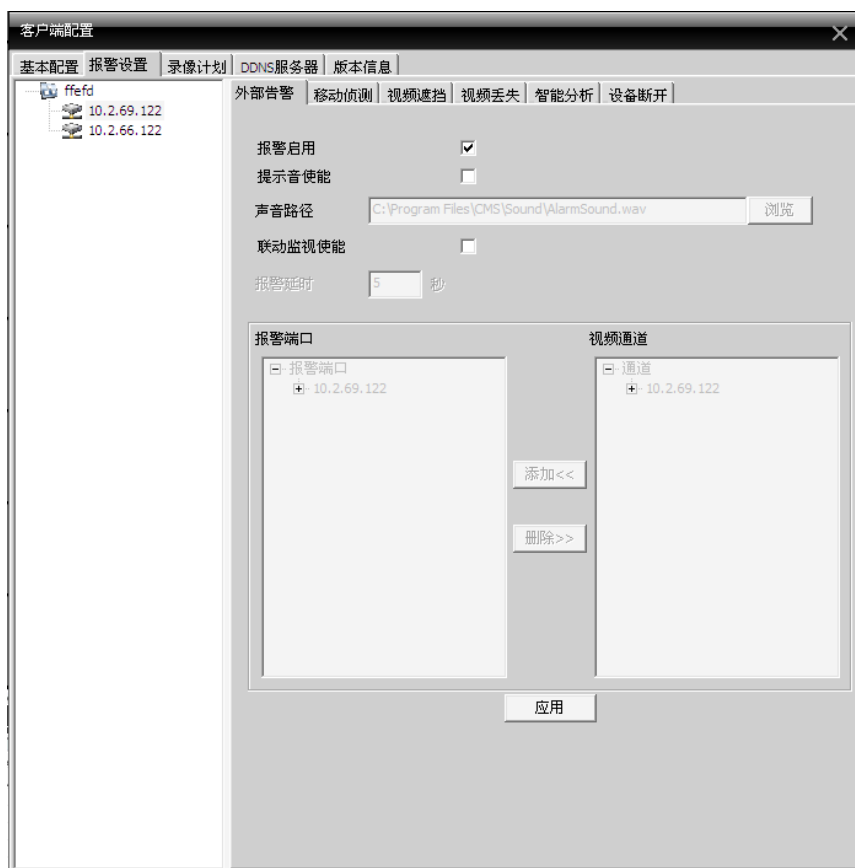 客户端配置
基本配置 报警设置 录像计划 DDNS服务器 版本信息
ffefd
10.2.69.122
10.2.66.122
外部告警 移动侦测 视频遮挡 视频丢失 智能分析 设备断开
报警启用
提示音使能
声音路径 C:\Program Files\CMS\Sound\AlarmSound.wav 浏览
联动监视使能
报警延时 5 秒
报警端口 视频通道
报警端口 通道
10.2.69.122 10.2.69.122
添加<<
删除>>
应用